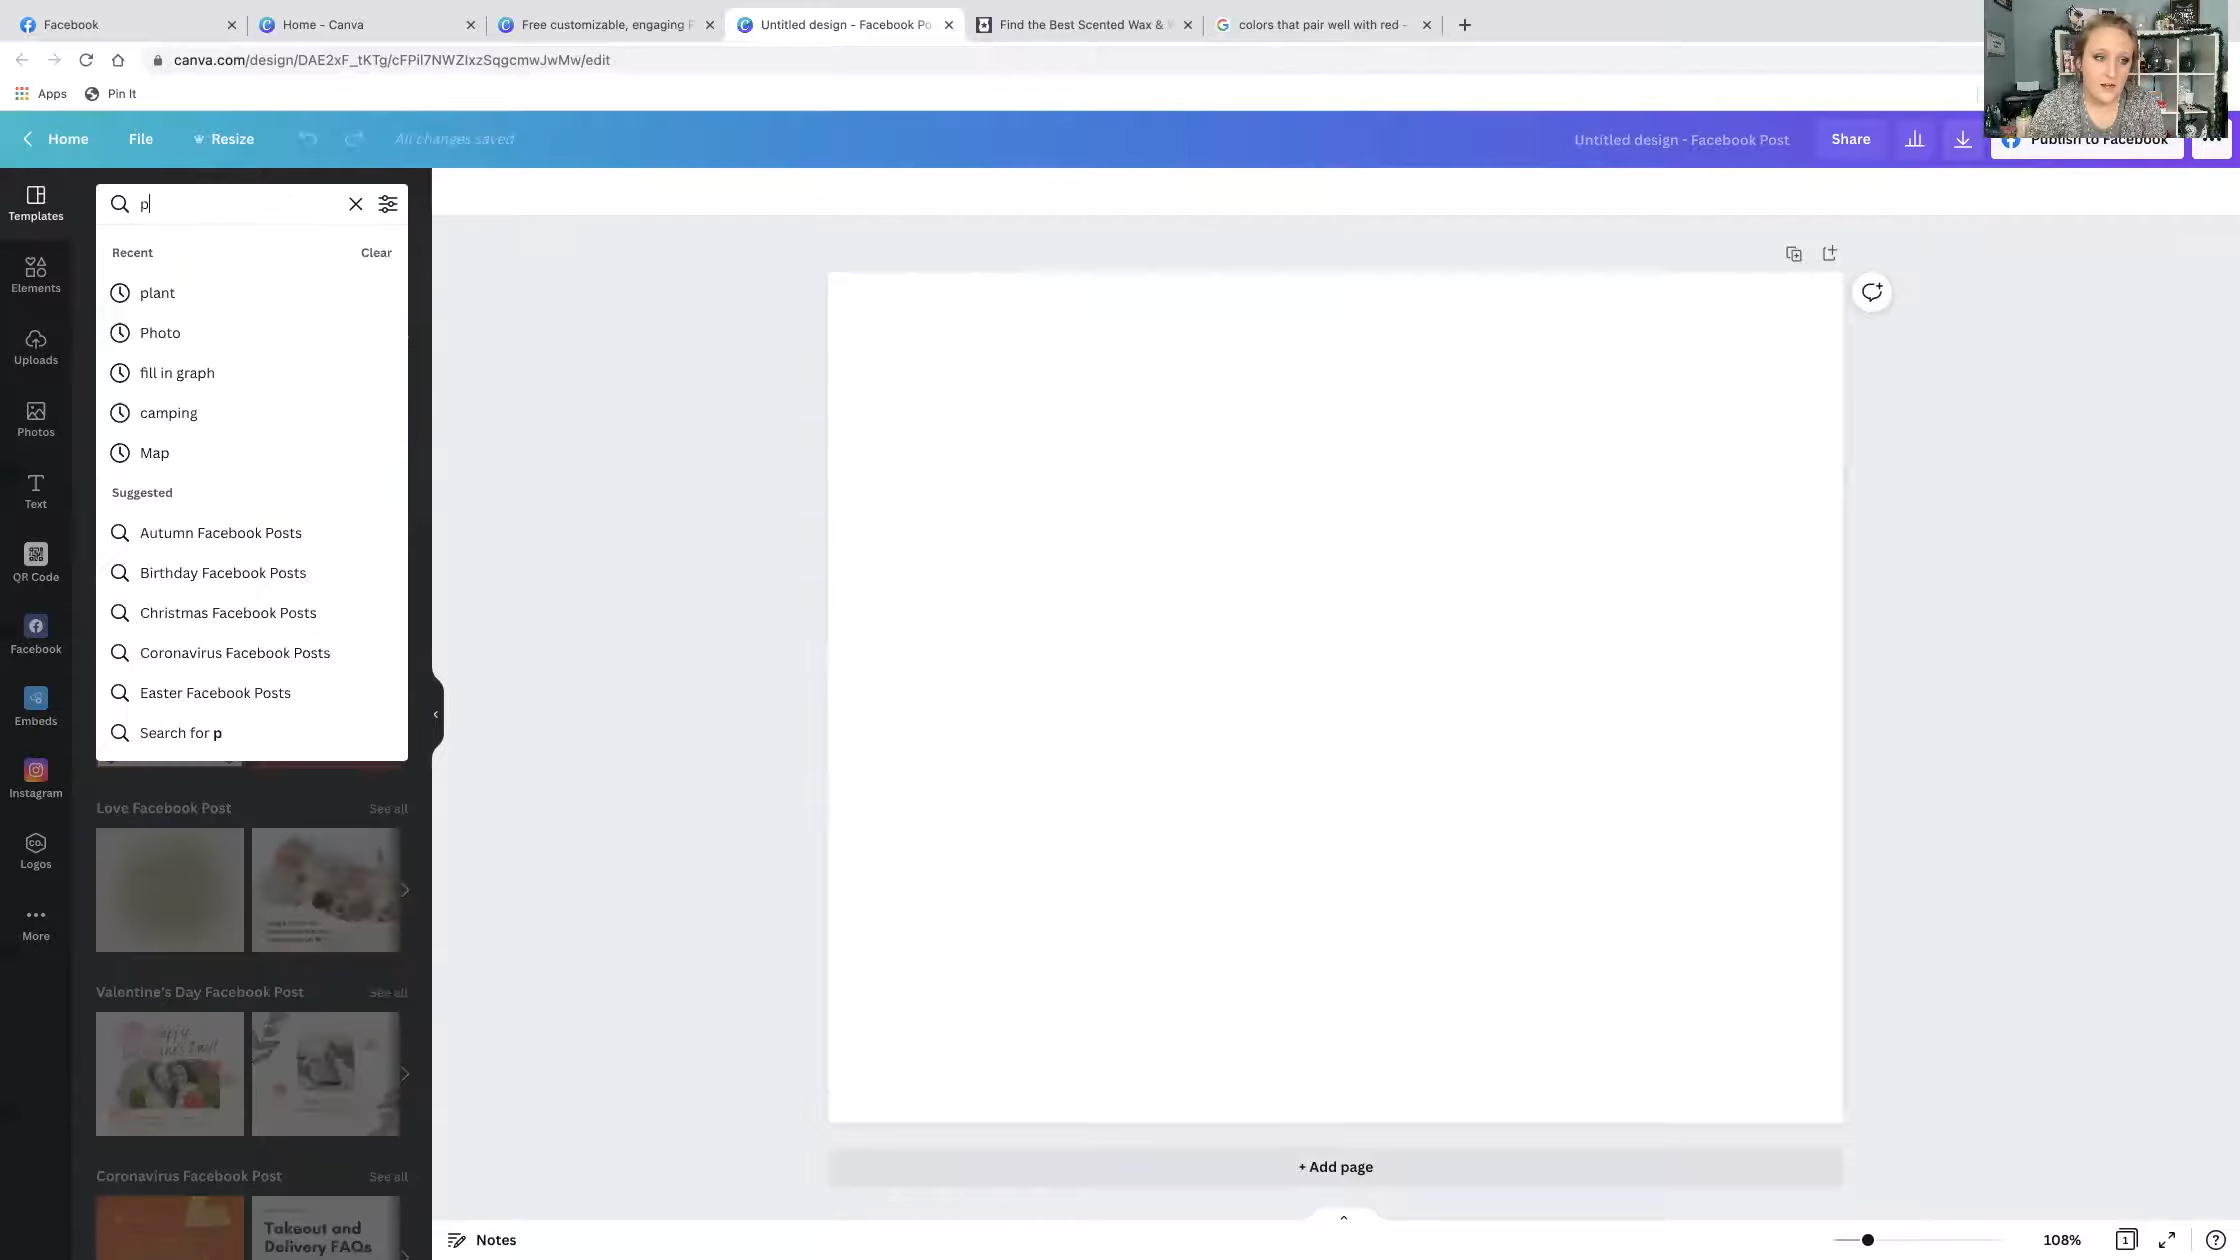 Facebook
Home - Canva
Free customizable, engaging F
Untitled design - Facebook Po
Find the Best Scented Wax & W
colors that pair well with red -
canva.com/design/DAE2xF_tKTg/cFPiI7NWZIxzSqgcmwJwMw/edit
Apps
Pin It
Home
File
Resize
All changes saved
Untitled design - Facebook Post
Share
Publish to Facebook
Templates
Elements
Uploads
Photos
Text
QR Code
Facebook
Embeds
Instagram
Logos
More
p
Recent
Clear
plant
Photo
fill in graph
camping
Map
Suggested
Autumn Facebook Posts
Birthday Facebook Posts
Christmas Facebook Posts
Coronavirus Facebook Posts
Easter Facebook Posts
Search for p
Love Facebook Post
See all
Valentine's Day Facebook Post
See all
Coronavirus Facebook Post
See all
Takeout and
Delivery FAQs
+ Add page
Notes
108%
1